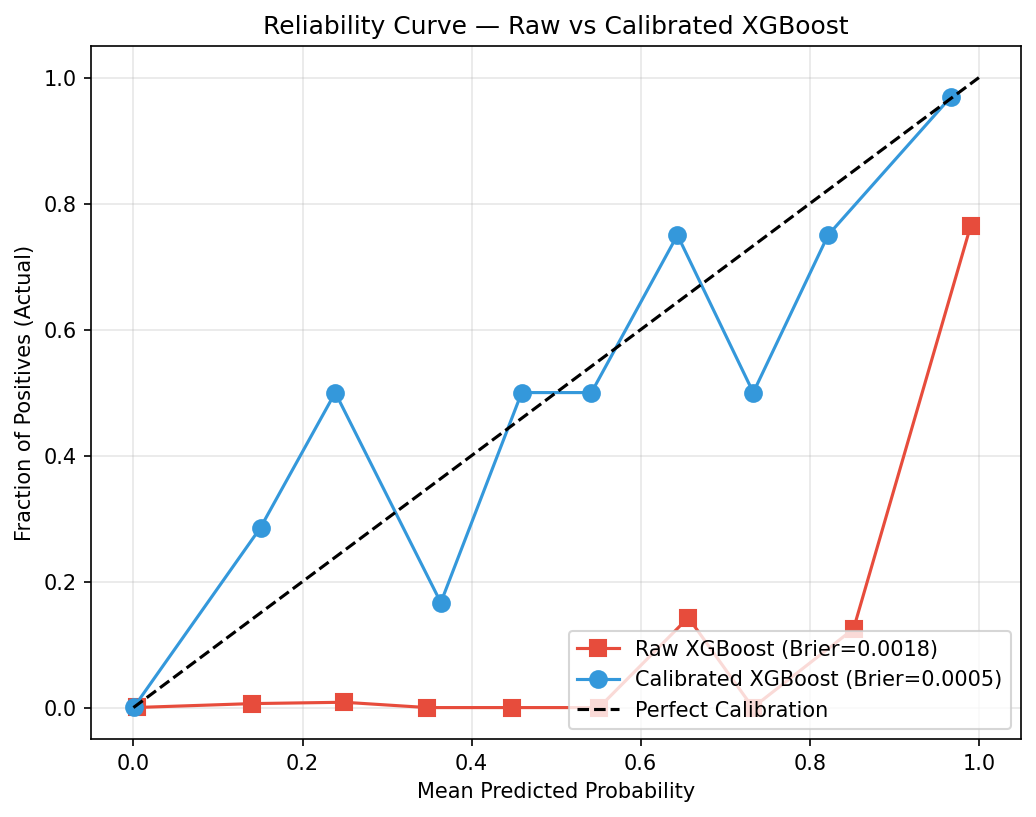 Reliability Curve — Raw vs Calibrated XGBoost
Fraction of Positives (Actual)
1.0
0.8
0.6
0.4
0.2
0.0
Raw XGBoost (Brier=0.0018)
Calibrated XGBoost (Brier=0.0005)
Perfect Calibration
0.0 0.2 0.4 0.6 0.8 1.0
Mean Predicted Probability